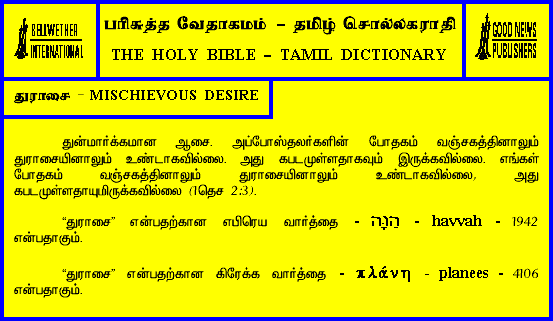 BELLWETHER
INTERNATIONAL
பரிசுத்த வேதாகமம் – தமிழ் சொல்லகராதி
THE HOLY BIBLE – TAMIL DICTIONARY
GOOD NEWS
PUBLISHERS
துராசை – MISCHIEVOUS DESIRE
துன்மார்க்கமான ஆசை. அப்போஸ்தலர்களின் போதகம் வஞ்சகத்தினாலும்
துராசையினாலும் உண்டாகவில்லை. அது கபடமுள்ளதாகவும் இருக்கவில்லை. எங்கள்
போதகம் வஞ்சகத்தினாலும் துராசையினாலும் உண்டாகவில்லை, அது
கபடமுள்ளதாயுமிருக்கவில்லை (1தெச 2:3).
“துராசை” என்பதற்கான எபிரெய வார்த்தை - הַוָּה - havvah - 1942
என்பதாகும்.
“துராசை” என்பதற்கான கிரேக்க வார்த்தை - πλάνη - planees - 4106
என்பதாகும்.